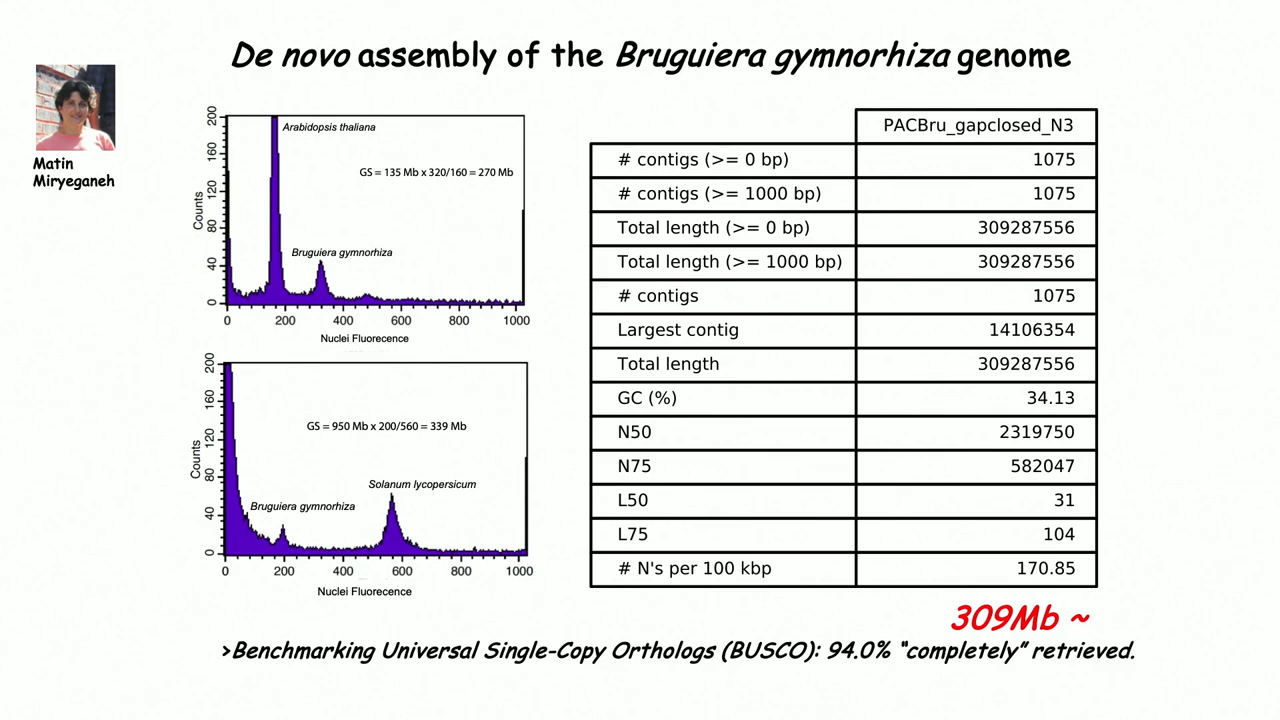 De novo assembly of the Bruguiera gymnorhiza genome
Matin
Miryeganeh
200
160
120
80
40
0
Counts
Arabidopsis thaliana
GS = 135 Mb x 320/160 = 270 Mb
Bruguiera gymnorhiza
0 200 400 600 800 1000
Nuclei Fluorecence
200
160
120
80
40
0
Counts
GS = 950 Mb x 200/560 = 339 Mb
Solanum lycopersicum
Bruguiera gymnorhiza
0 200 400 600 800 1000
Nuclei Fluorecence
PACBru_gapclosed_N3
# contigs (>= 0 bp) 1075
# contigs (>= 1000 bp) 1075
Total length (>= 0 bp) 309287556
Total length (>= 1000 bp) 309287556
# contigs 1075
Largest contig 14106354
Total length 309287556
GC (%) 34.13
N50 2319750
N75 582047
L50 31
L75 104
# N's per 100 kbp 170.85
309Mb ~
>Benchmarking Universal Single-Copy Orthologs (BUSCO): 94.0% “completely” retrieved.